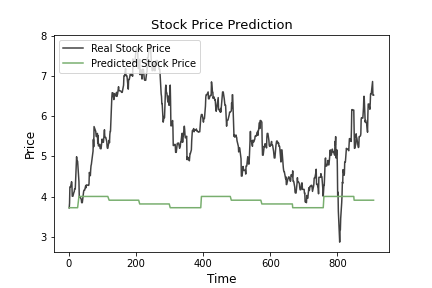 Stock Price Prediction
Real Stock Price
Predicted Stock Price
Price
8
7
6
5
4
3
0 200 400 600 800
Time